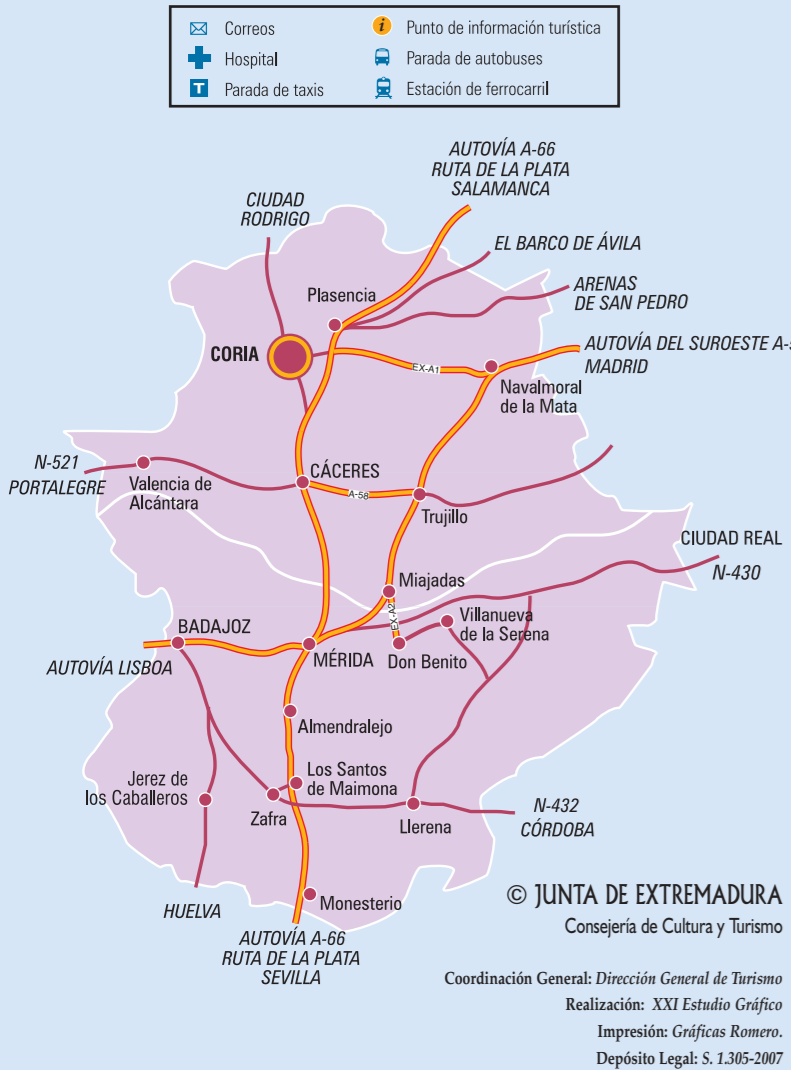 Correos
Hospital
T Parada de taxis
i Punto de información turística
Parada de autobuses
Estación de ferrocarril
AUTOVÍA A-66
RUTA DE LA PLATA
SALAMANCA
CIUDAD
RODRIGO
EL BARCO DE ÁVILA
ARENAS
DE SAN PEDRO
Plasencia
CORIA
AUTOVÍA DEL SUROESTE A-5
MADRID
EX-A1
Navalmoral
de la Mata
N-521
PORTALEGRE
Valencia de
Alcántara
CÁCERES
A-58
Trujillo
CIUDAD REAL
N-430
Miajadas
EX-A2
Villanueva
de la Serena
BADAJOZ
AUTOVÍA LISBOA
MÉRIDA
Don Benito
Almendralejo
Jerez de
los Caballeros
Los Santos
de Maimona
Zafra
Llerena
N-432
CÓRDOBA
HUELVA
Monesterio
AUTOVÍA A-66
RUTA DE LA PLATA
SEVILLA
© JUNTA DE EXTREMADURA
Consejería de Cultura y Turismo
Coordinación General: Dirección General de Turismo
Realización: XXI Estudio Gráfico
Impresión: Gráficas Romero.
Depósito Legal: S. 1.305-2007